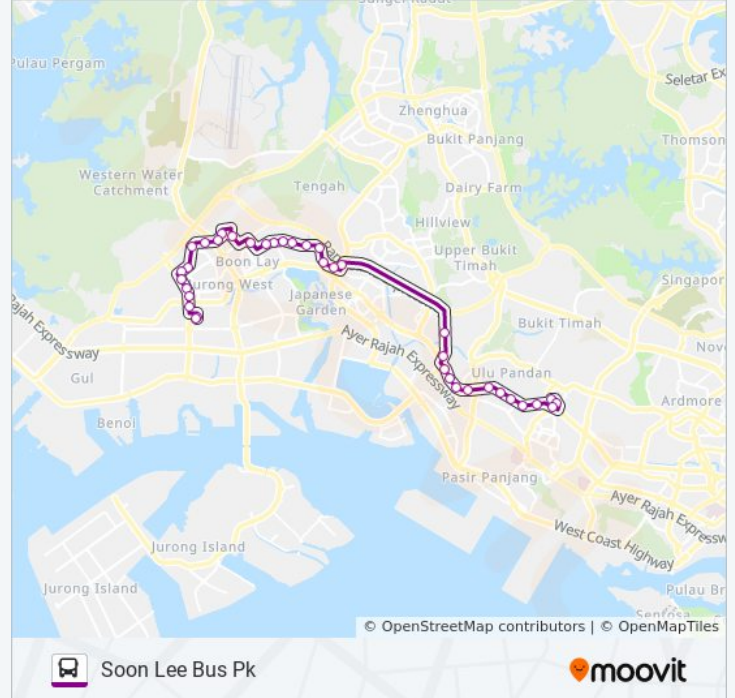 Pulau Pergam
Seletar Ex
Zhenghua
Bukit Panjang
Thomson
Western Water
Catchment
Tengah
Dairy Farm
Hillview
Upper Bukit
Timah
Boon Lay
Jurong West
Singapor
Japanese
Garden
Rajah Expressway
Bukit Timah
Ayer Rajah Expressway
Nov
Gul
Ulu Pandan
Ardmore
Benoi
Pasir Panjang
Ayer Rajah Expressw
West Coast Highway
Jurong Island
Jurong Island
Pulau Br
Sentosa
© OpenStreetMap contributors | © OpenMapTiles
Soon Lee Bus Pk
moovit